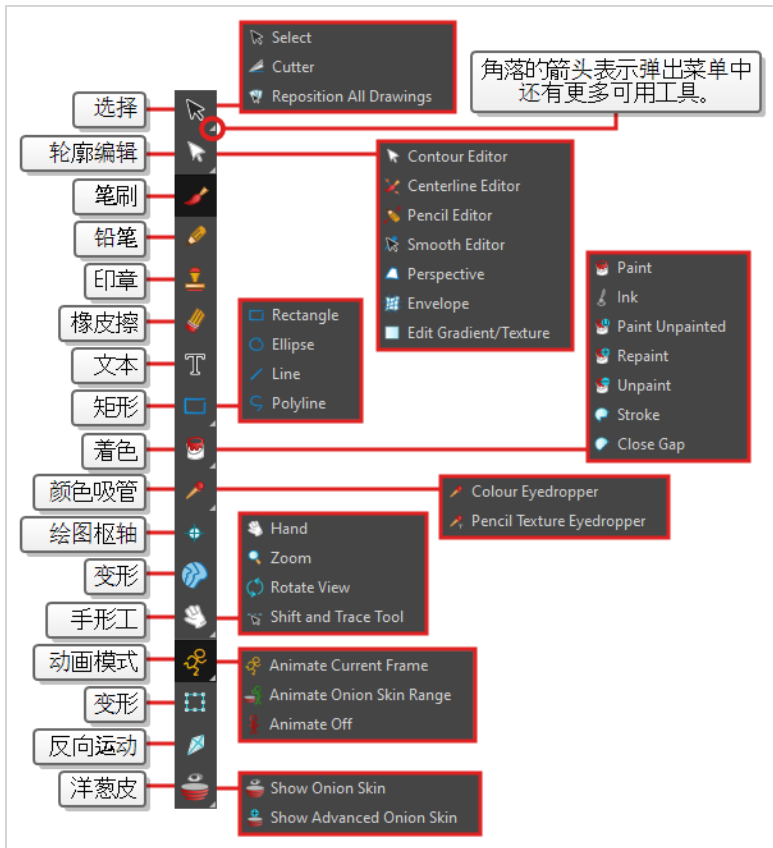 Select
Cutter
Reposition All Drawings
角落的箭头表示弹出菜单中
还有更多可用工具。
选择
轮廓编辑
Contour Editor
Centerline Editor
Pencil Editor
Smooth Editor
Perspective
Envelope
Edit Gradient/Texture
笔刷
铅笔
印章
橡皮擦
文本
矩形
Rectangle
Ellipse
Line
Polyline
着色
Paint
Ink
Paint Unpainted
Repaint
Unpaint
Stroke
Close Gap
颜色吸管
Colour Eyedropper
Pencil Texture Eyedropper
绘图枢轴
变形
手形工
Hand
Zoom
Rotate View
Shift and Trace Tool
动画模式
Animate Current Frame
Animate Onion Skin Range
Animate Off
变形
反向运动
洋葱皮
Show Onion Skin
Show Advanced Onion Skin